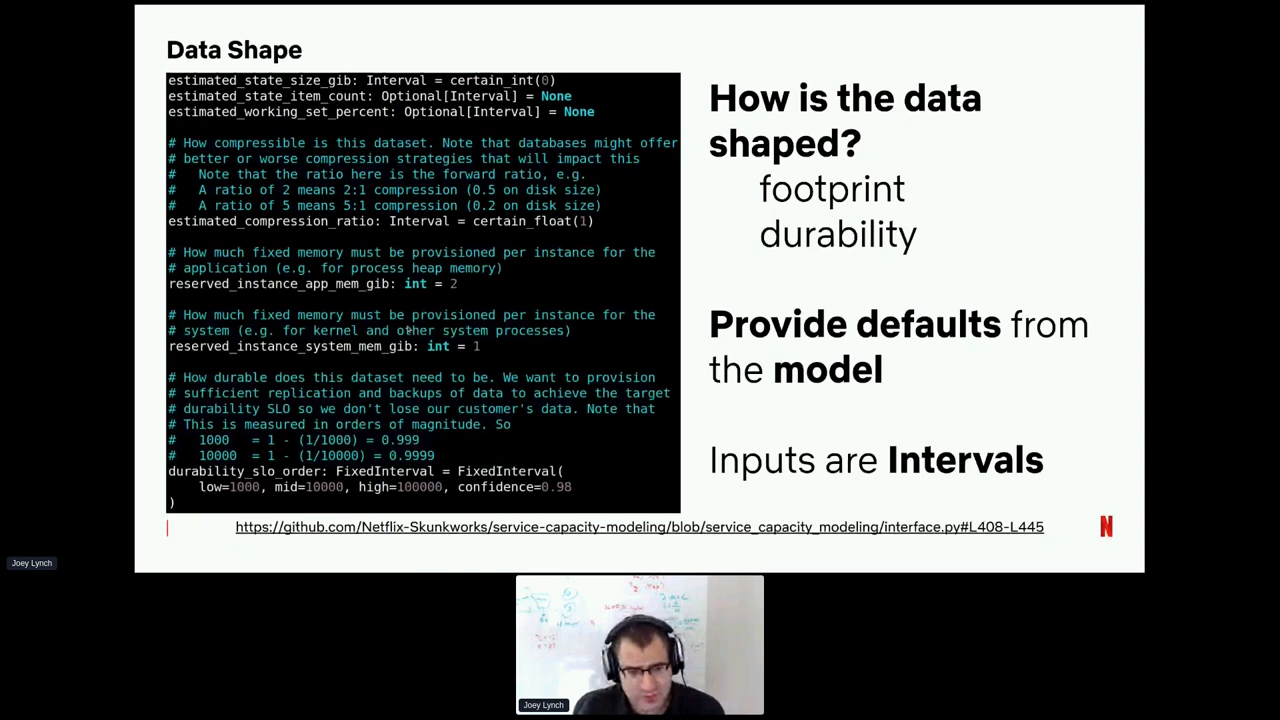 Data Shape
estimated_state_size_gib: Interval = certain_int(0)
estimated_state_item_count: Optional[Interval] = None
estimated_working_set_percent: Optional[Interval] = None
# How compressible is this dataset. Note that databases might offer
# better or worse compression strategies that will impact this
#   Note that the ratio here is the forward ratio, e.g.
#   A ratio of 2 means 2:1 compression (0.5 on disk size)
#   A ratio of 5 means 5:1 compression (0.2 on disk size)
estimated_compression_ratio: Interval = certain_float(1)
# How much fixed memory must be provisioned per instance for the
# application (e.g. for process heap memory)
reserved_instance_app_mem_gib: int = 2
# How much fixed memory must be provisioned per instance for the
# system (e.g. for kernel and other system processes)
reserved_instance_system_mem_gib: int = 1
# How durable does this dataset need to be. We want to provision
# sufficient replication and backups of data to achieve the target
# durability SLO so we don't lose our customer's data. Note that
# This is measured in orders of magnitude. So
#   1000   = 1 - (1/1000) = 0.999
#   10000  = 1 - (1/10000) = 0.9999
durability_slo_order: FixedInterval = FixedInterval(
    low=1000, mid=10000, high=100000, confidence=0.98
)
How is the data
shaped?
footprint
durability
Provide defaults from
the model
Inputs are Intervals
https://github.com/Netflix-Skunkworks/service-capacity-modeling/blob/service_capacity_modeling/interface.py#L408-L445
N
Joey Lynch
Joey Lynch